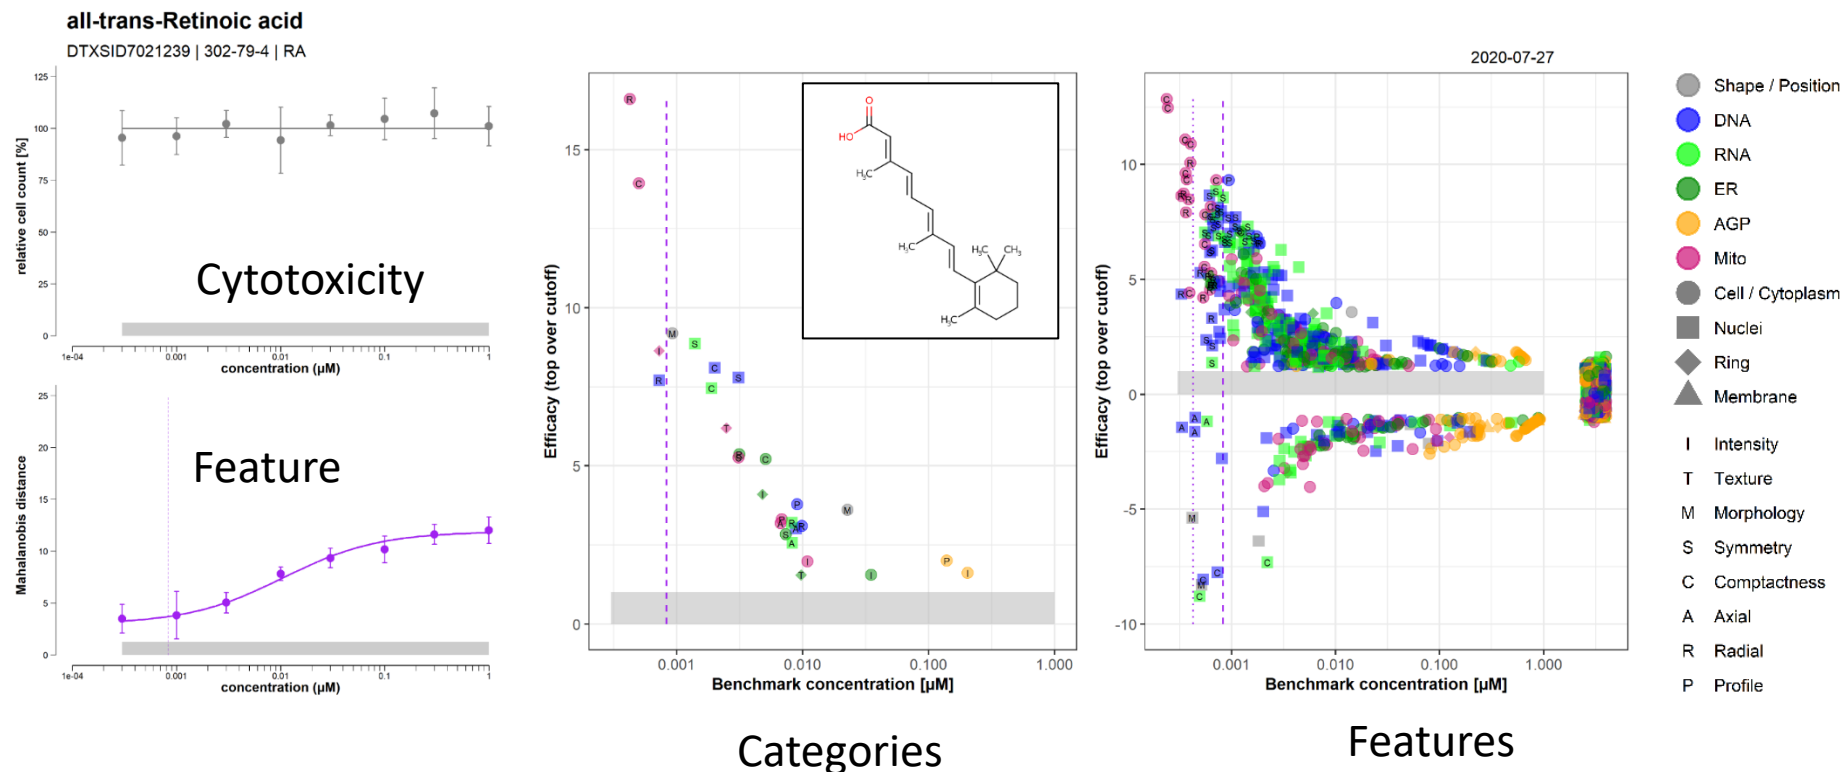 all-trans-Retinoic acid
DTXSID7021239 | 302-79-4 | RA
125
100
75
50
25
0
relative cell count [%]
Cytotoxicity
1e-04
0.001
0.01
0.1
1
concentration (µM)
25
20
15
10
5
0
Mahalanobis distance
Feature
1e-04
0.001
0.01
0.1
1
concentration (µM)
15
10
5
0
Efficacy (top over cutoff)
O
HO
H₃C
H₃C
H₃C
CH₃
H₃C
R
C
M
S
I
R
C
S
C
T
R
C
I
P
M
R
A
R
A
R
S
A
I
T
I
P
I
0.001
0.010
0.100
1.000
Benchmark concentration [µM]
Categories
2020-07-27
10
5
0
-5
-10
Efficacy (top over cutoff)
0.001
0.010
0.100
1.000
Benchmark concentration [µM]
Features
Shape / Position
DNA
RNA
ER
AGP
Mito
Cell / Cytoplasm
Nuclei
Ring
Membrane
I Intensity
T Texture
M Morphology
S Symmetry
C Comptactness
A Axial
R Radial
P Profile